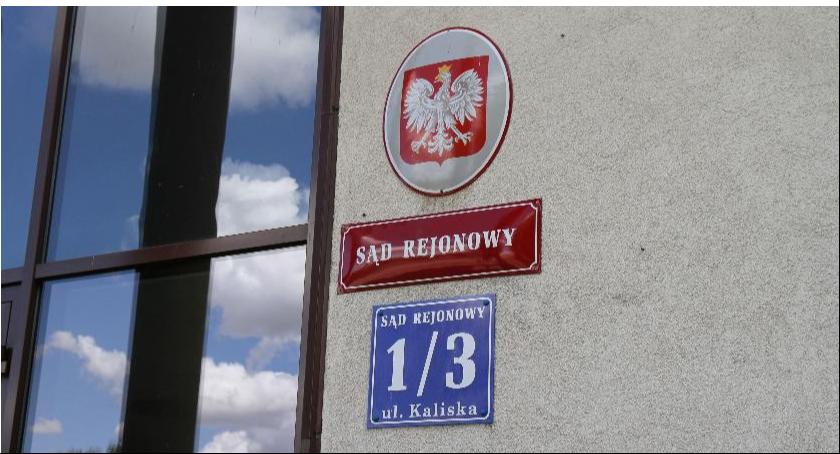 SĄD REJONOWY
SĄD REJONOWY
1/3
ul. Kaliska